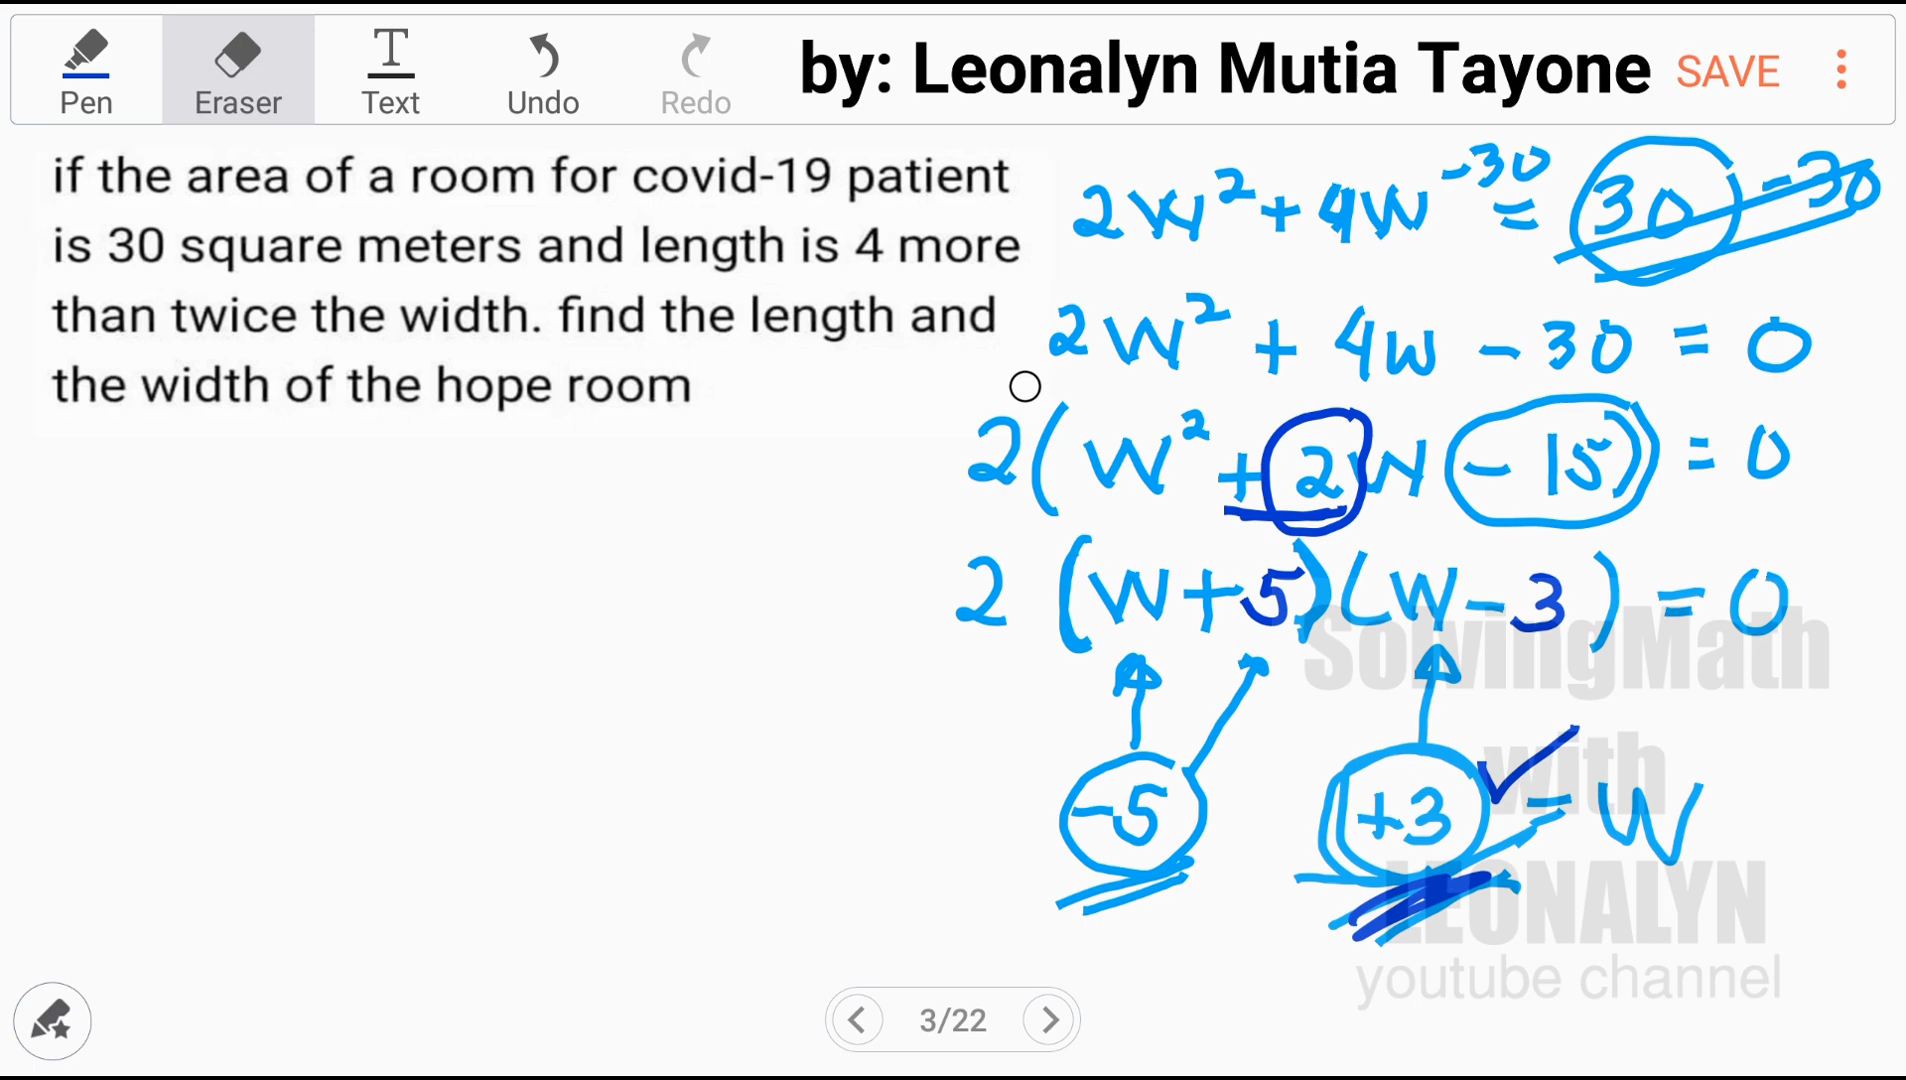 by: Leonalyn Mutia Tayone
SAVE
Pen
Eraser
Text
Undo
Redo
if the area of a room for covid-19 patient
is 30 square meters and length is 4 more
than twice the width. find the length and
the width of the hope room
2W² + 4W -30 = 30 -30
2W² + 4W - 30 = 0
2(W² + 2W - 15) = 0
2 (W+5)(W-3) = 0
-5 +3 = W
SolvingMath
with
LEONALYN
youtube channel
3/22